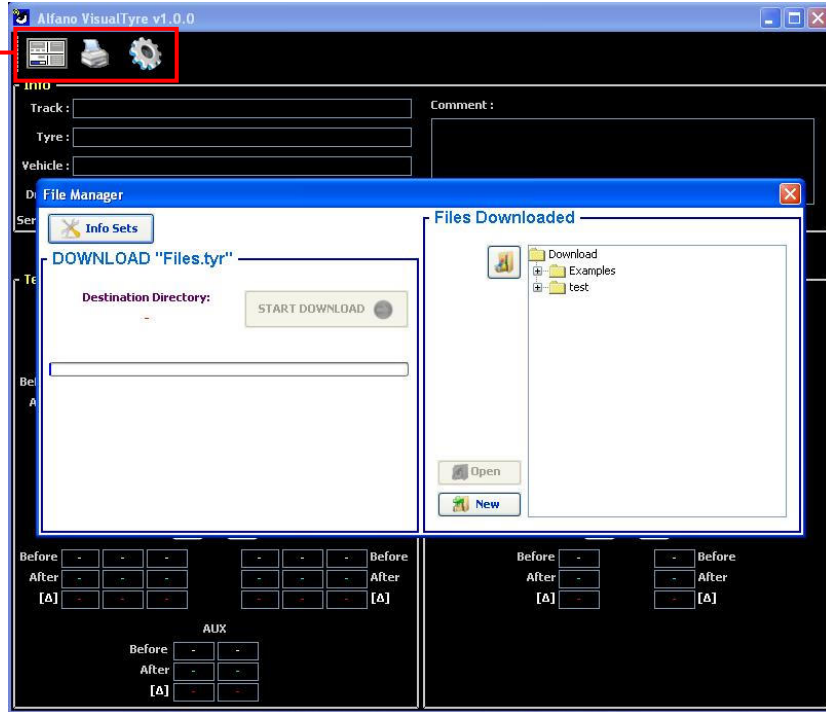 Alfano VisualTyre v1.0.0
Info
Track :
Comment :
Tyre :
Vehicle :
File Manager
Info Sets
DOWNLOAD "Files.tyr"
Destination Directory:
-
START DOWNLOAD
Files Downloaded
Download
Examples
test
Open
New
Before - - - - - - Before
After - - - - - - After
[Δ] - - - - - - [Δ]
Before - - Before
After - - After
[Δ] - - [Δ]
AUX
Before - -
After - -
[Δ] - -